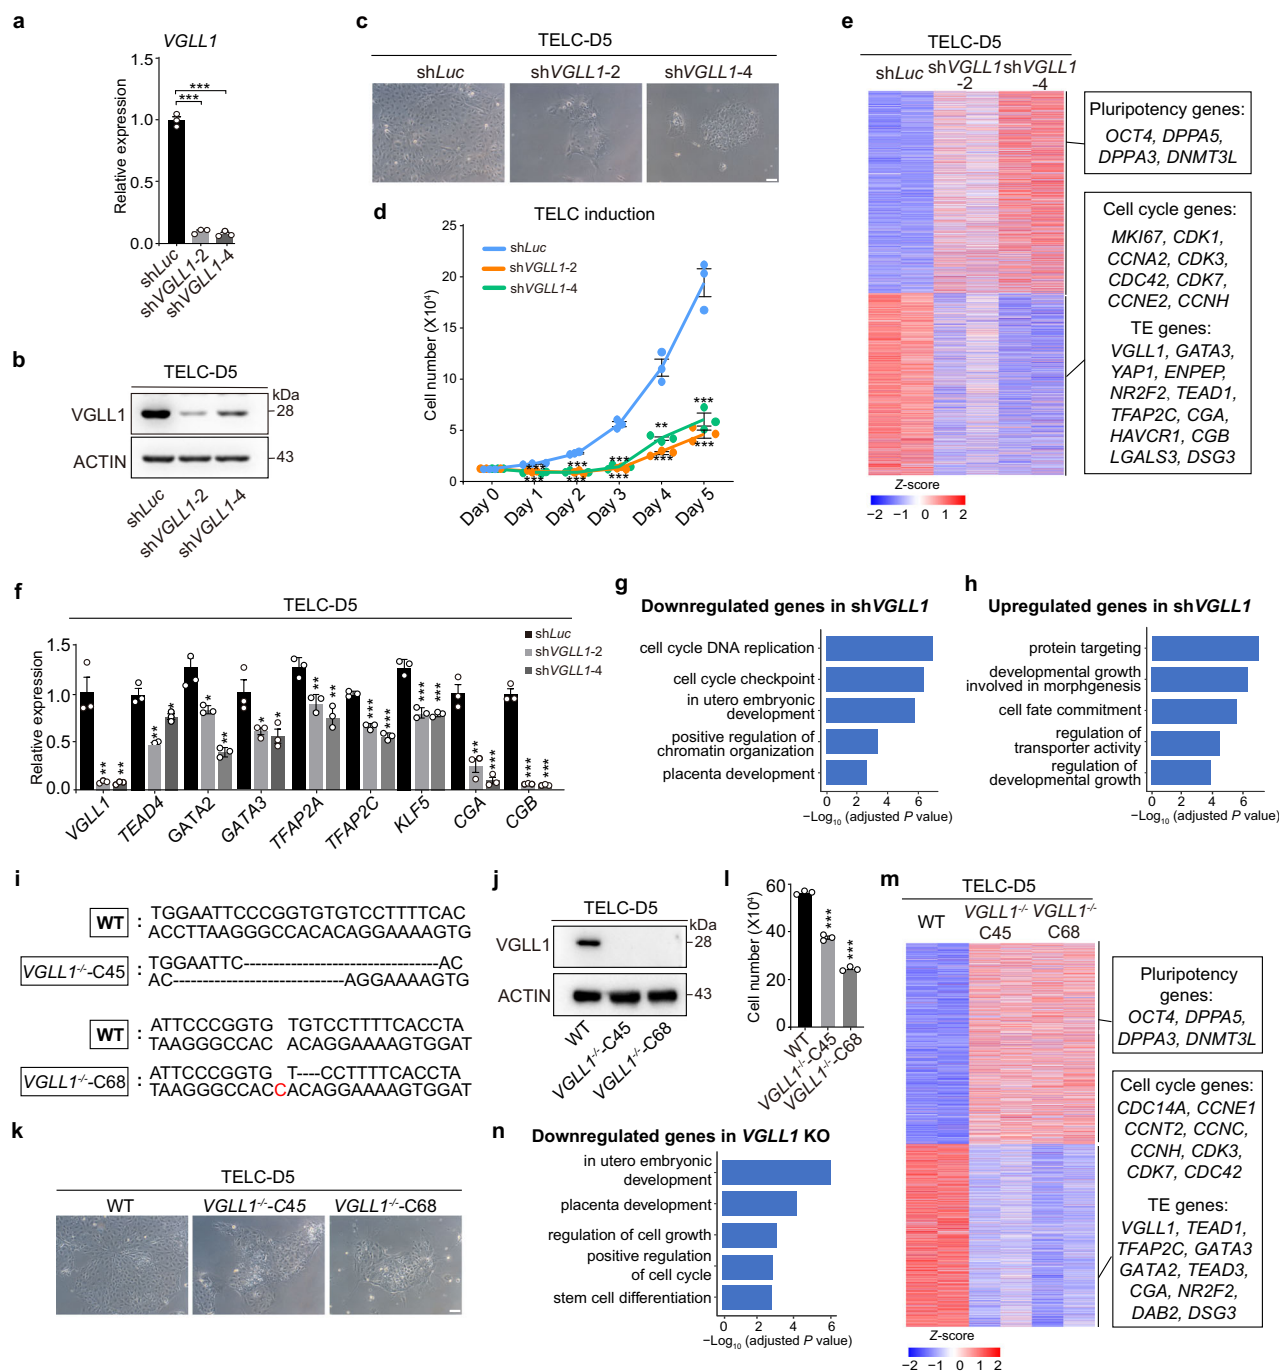 a
VGLL1
Relative expression
1.5
1.0
0.5
0.0
***
***
shLuc
shVGLL1-2
shVGLL1-4
b
TELC-D5
kDa
VGLL1
28
ACTIN
43
shLuc
shVGLL1-2
shVGLL1-4
c
TELC-D5
shLuc shVGLL1-2 shVGLL1-4
d
TELC induction
Cell number (X10⁴)
25
20
15
10
5
0
shLuc
shVGLL1-2
shVGLL1-4
***
***
***
***
***
***
**
***
***
***
Day 0 Day 1 Day 2 Day 3 Day 4 Day 5
e
TELC-D5
shLuc shVGLL1 shVGLL1
-2 -4
Pluripotency genes:
OCT4, DPPA5,
DPPA3, DNMT3L
Cell cycle genes:
MKI67, CDK1,
CCNA2, CDK3,
CDC42, CDK7,
CCNE2, CCNH
TE genes:
VGLL1, GATA3,
YAP1, ENPEP,
NR2F2, TEAD1,
TFAP2C, CGA,
HAVCR1, CGB
LGALS3, DSG3
Z-score
−2 −1 0 1 2
f
TELC-D5
Relative expression
1.5
1.0
0.5
0.0
shLuc
shVGLL1-2
shVGLL1-4
** ** ** * * ** * * ** ** *** *** *** *** ** *** *** ***
VGLL1 TEAD4 GATA2 GATA3 TFAP2A TFAP2C KLF5 CGA CGB
g
Downregulated genes in shVGLL1
cell cycle DNA replication
cell cycle checkpoint
in utero embryonic
development
positive regulation of
chromatin organization
placenta development
0 2 4 6
−Log₁₀ (adjusted P value)
h
Upregulated genes in shVGLL1
protein targeting
developmental growth
involved in morphgenesis
cell fate commitment
regulation of
transporter activity
regulation of
developmental growth
0 2 4 6
−Log₁₀ (adjusted P value)
i
WT : TGGAATTCCCGGTGTGTCCTTTTCAC
ACCTTAAGGGCCACACAGGAAAAGTG
VGLL1⁻/⁻-C45 : TGGAATTC----------------------------------AC
AC------------------------------AGGAAAAGTG
WT : ATTCCCGGTG TGTCCTTTTCACCTA
TAAGGGCCAC ACAGGAAAAGTGGAT
VGLL1⁻/⁻-C68 : ATTCCCGGTG T----CCTTTTCACCTA
TAAGGGCCACCACAGGAAAAGTGGAT
j
TELC-D5
kDa
VGLL1
28
ACTIN
43
WT
VGLL1⁻/⁻-C45
VGLL1⁻/⁻-C68
k
TELC-D5
WT VGLL1⁻/⁻-C45 VGLL1⁻/⁻-C68
l
Cell number (X10⁴)
60
40
20
0
***
***
WT
VGLL1⁻/⁻-C45
VGLL1⁻/⁻-C68
m
TELC-D5
WT VGLL1⁻/⁻ VGLL1⁻/⁻
C45 C68
Pluripotency
genes:
OCT4, DPPA5,
DPPA3, DNMT3L
Cell cycle genes:
CDC14A, CCNE1
CCNT2, CCNC,
CCNH, CDK3,
CDK7, CDC42
TE genes:
VGLL1, TEAD1,
TFAP2C, GATA3
GATA2, TEAD3,
CGA, NR2F2,
DAB2, DSG3
Z-score
−2 −1 0 1 2
n
Downregulated genes in VGLL1 KO
in utero embryonic
development
placenta development
regulation of cell growth
positive regulation
of cell cycle
stem cell differentiation
0 2 4 6
−Log₁₀ (adjusted P value)